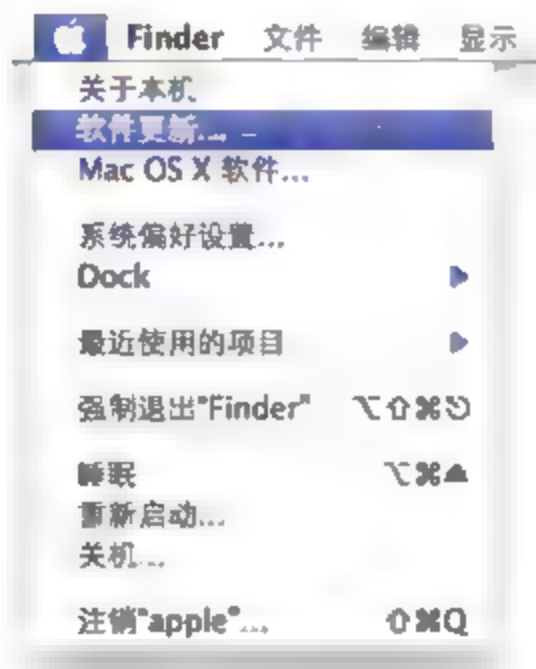 Finder 文件 编辑 显示
关于本机
软件更新...
Mac OS X 软件...
系统偏好设置...
Dock
最近使用的项目
强制退出"Finder" ⌥⇧⌘⎋
睡眠 ⌥⌘⏏
重新启动...
关机...
注销"apple"... ⇧⌘Q